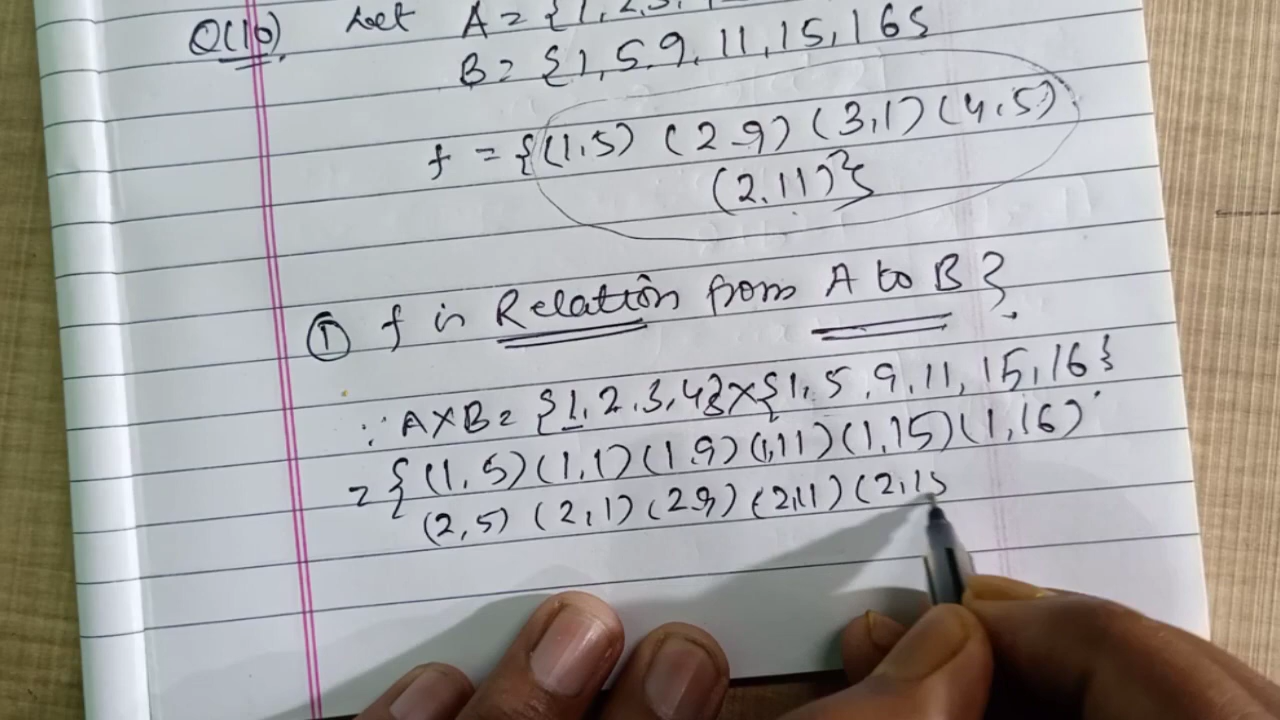 Q(10) Let A = {1, 2, 3,
B = {1, 5, 9, 11, 15, 16}
f = {(1,5) (2 9) (3,1) (4,5)
(2,11)}
① f is Relation from A to B?
∵ A×B = {1, 2, 3, 4}×{1, 5, 9, 11, 15, 16}
= {(1,5) (1,1) (1,9) (1,11) (1,15) (1,16)
(2,5) (2,1) (2 9) (2,11) (2,15